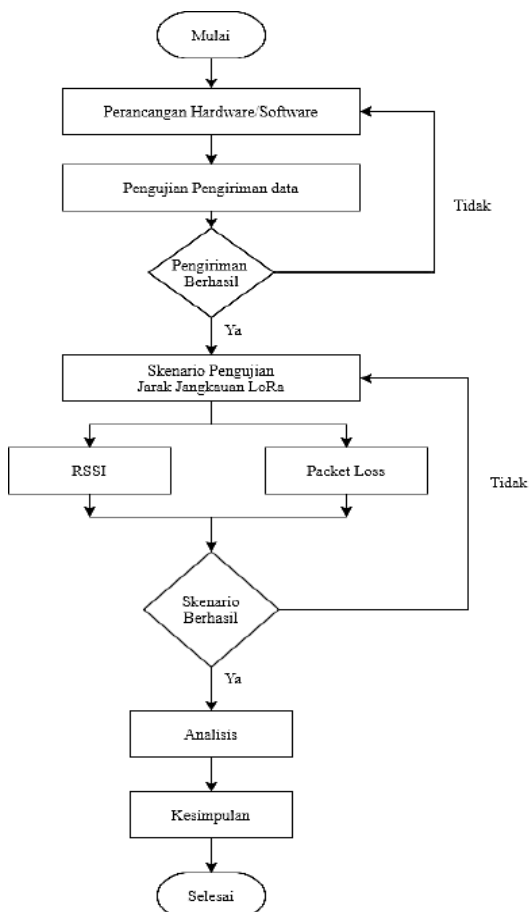 Mulai
Perancangan Hardware/Software
Pengujian Pengiriman data
Tidak
Pengiriman
Berhasil
Ya
Skenario Pengujian
Jarak Jangkauan LoRa
RSSI
Packet Loss
Tidak
Skenario
Berhasil
Ya
Analisis
Kesimpulan
Selesai